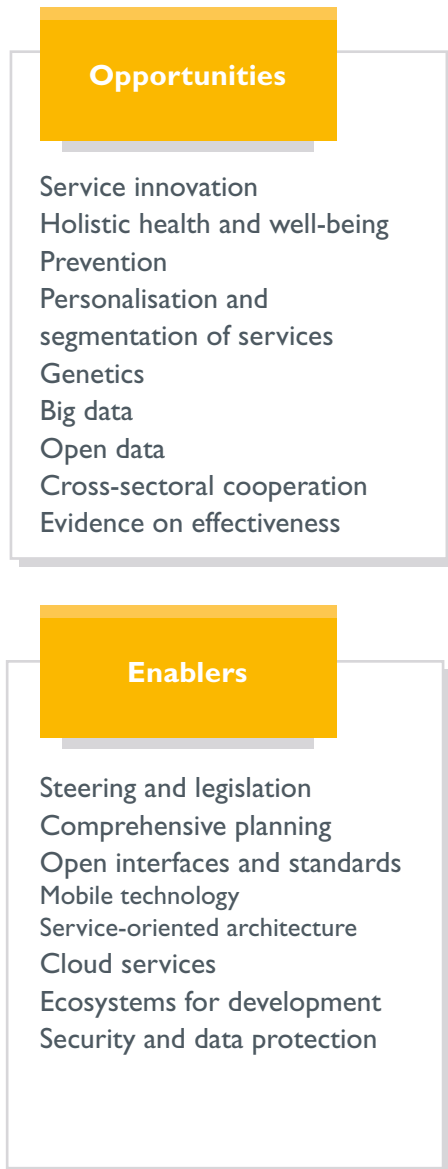 Opportunities
Service innovation
Holistic health and well-being
Prevention
Personalisation and
segmentation of services
Genetics
Big data
Open data
Cross-sectoral cooperation
Evidence on effectiveness
Enablers
Steering and legislation
Comprehensive planning
Open interfaces and standards
Mobile technology
Service-oriented architecture
Cloud services
Ecosystems for development
Security and data protection